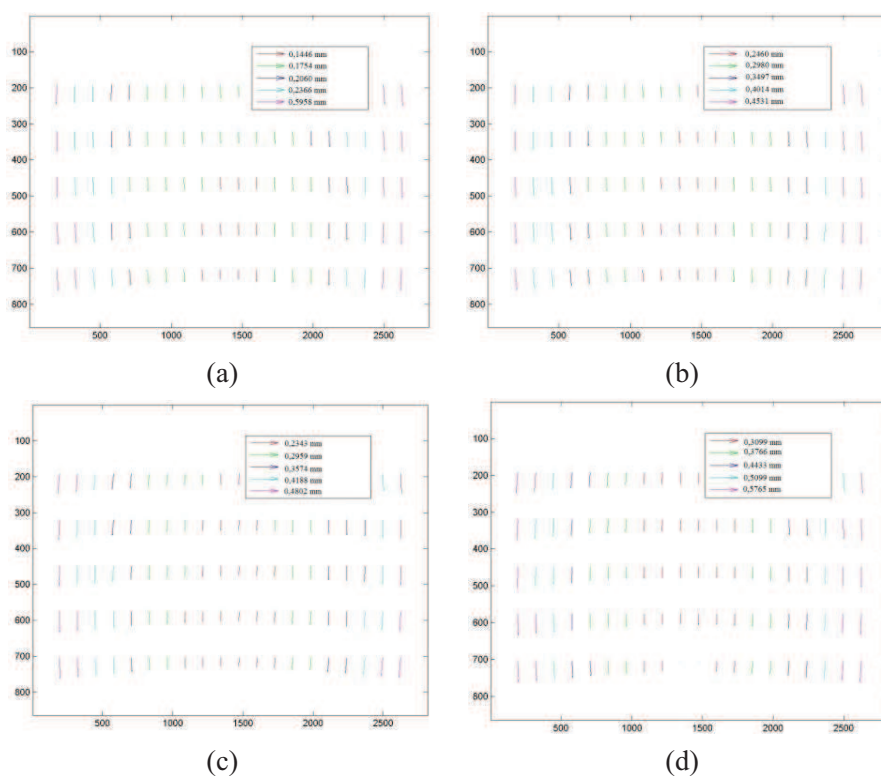 100
200
300
400
500
600
700
800
500
1000
1500
2000
2500
0,1446 mm
0,1754 mm
0,2060 mm
0,2366 mm
0,5958 mm
(a)
100
200
300
400
500
600
700
800
500
1000
1500
2000
2500
0,2460 mm
0,2980 mm
0,3497 mm
0,4014 mm
0,4531 mm
(b)
100
200
300
400
500
600
700
800
500
1000
1500
2000
2500
0,2343 mm
0,2959 mm
0,3574 mm
0,4188 mm
0,4802 mm
(c)
100
200
300
400
500
600
700
800
500
1000
1500
2000
2500
0,3099 mm
0,3766 mm
0,4433 mm
0,5099 mm
0,5765 mm
(d)